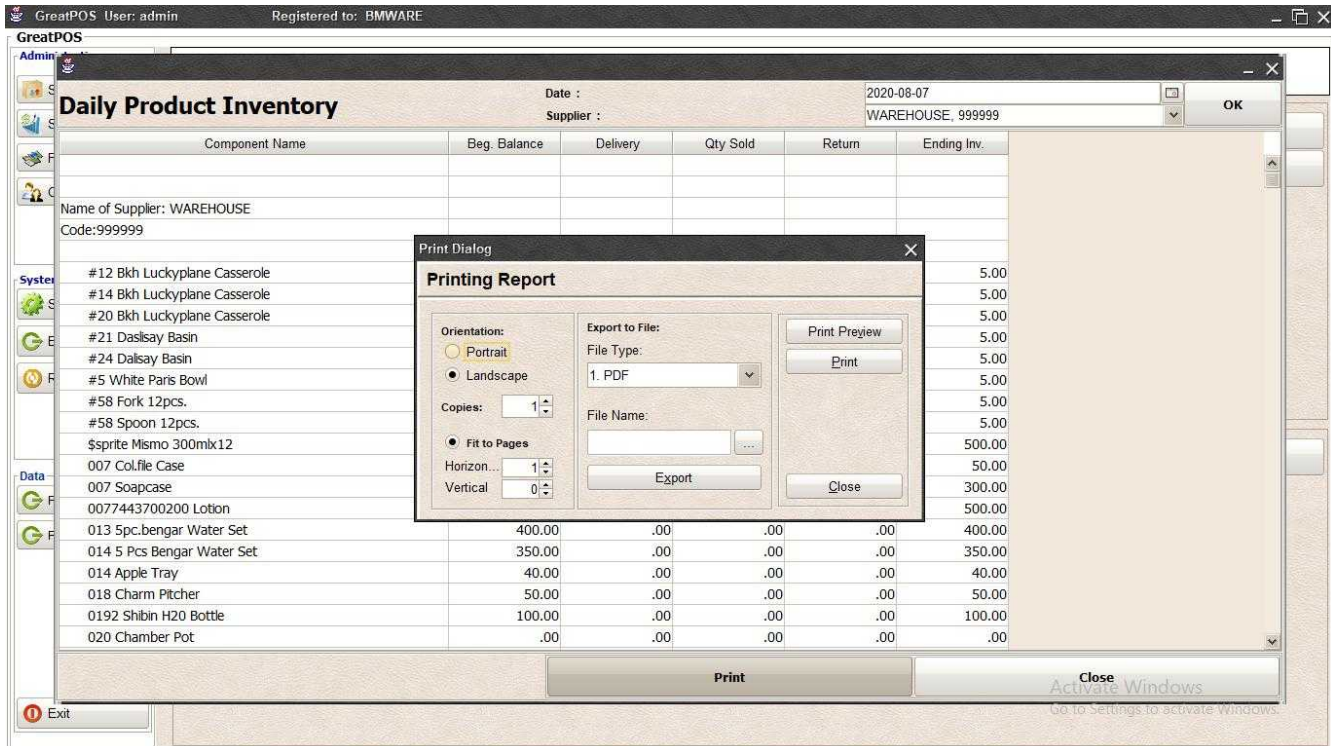 GreatPOS User: admin Registered to: BMWARE
GreatPOS
Daily Product Inventory
Date :
2020-08-07
Supplier :
WAREHOUSE, 999999
OK
Component Name Beg. Balance Delivery Qty Sold Return Ending Inv.
Name of Supplier: WAREHOUSE
Code:999999
#12 Bkh Luckyplane Casserole 5.00
#14 Bkh Luckyplane Casserole 5.00
#20 Bkh Luckyplane Casserole 5.00
#21 Daslisay Basin 5.00
#24 Dalisay Basin 5.00
#5 White Paris Bowl 5.00
#58 Fork 12pcs. 5.00
#58 Spoon 12pcs. 5.00
$sprite Mismo 300mlx12 500.00
007 Col.file Case 50.00
007 Soapcase 300.00
0077443700200 Lotion 500.00
013 5pc.bengar Water Set 400.00 .00 .00 .00 400.00
014 5 Pcs Bengar Water Set 350.00 .00 .00 .00 350.00
014 Apple Tray 40.00 .00 .00 .00 40.00
018 Charm Pitcher 50.00 .00 .00 .00 50.00
0192 Shibin H20 Bottle 100.00 .00 .00 .00 100.00
020 Chamber Pot .00 .00 .00 .00 .00
Print Dialog
Printing Report
Orientation:
Portrait
Landscape
Copies: 1
Fit to Pages
Horizon... 1
Vertical 0
Export to File:
File Type:
1. PDF
File Name:
...
Export
Print Preview
Print
Close
Print
Close
Data
Exit
Activate Windows
Go to Settings to activate Windows.